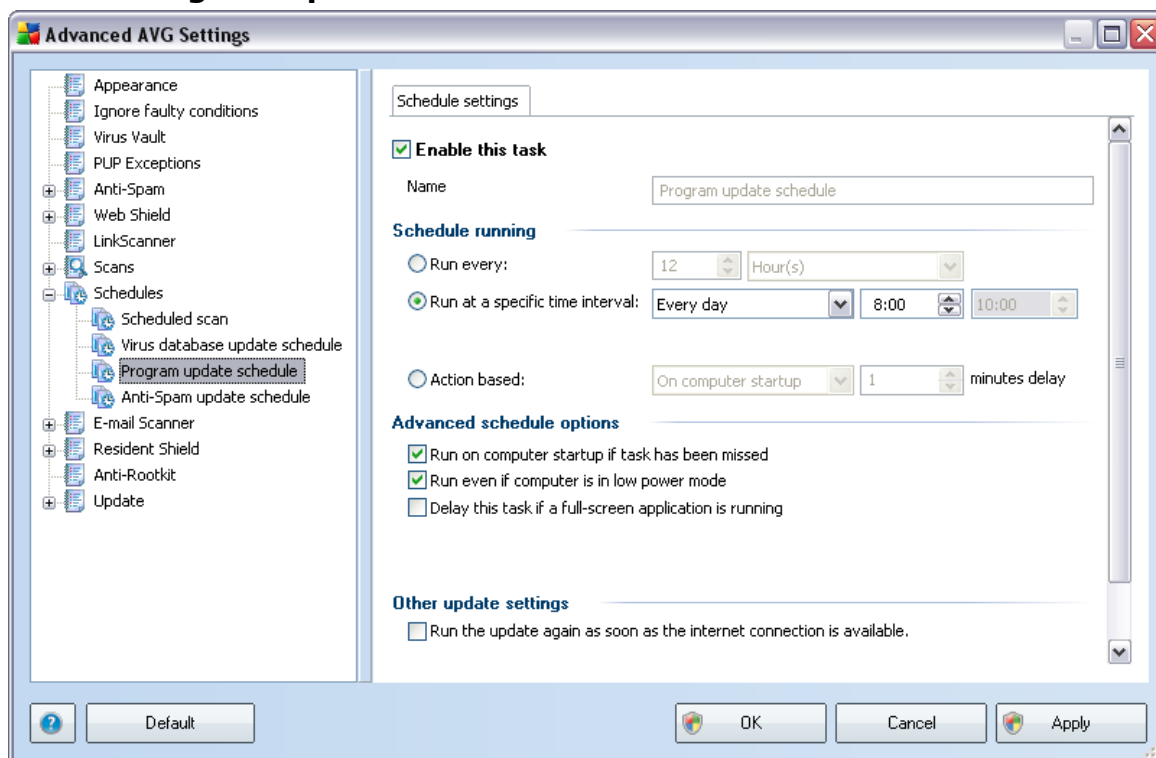 Advanced AVG Settings
Appearance
Ignore faulty conditions
Virus Vault
PUP Exceptions
Anti-Spam
Web Shield
LinkScanner
Scans
Schedules
Scheduled scan
Virus database update schedule
Program update schedule
Anti-Spam update schedule
E-mail Scanner
Resident Shield
Anti-Rootkit
Update
Schedule settings
Enable this task
Name Program update schedule
Schedule running
Run every: 12 Hour(s)
Run at a specific time interval: Every day 8:00 10:00
Action based: On computer startup 1 minutes delay
Advanced schedule options
Run on computer startup if task has been missed
Run even if computer is in low power mode
Delay this task if a full-screen application is running
Other update settings
Run the update again as soon as the internet connection is available.
Default OK Cancel Apply